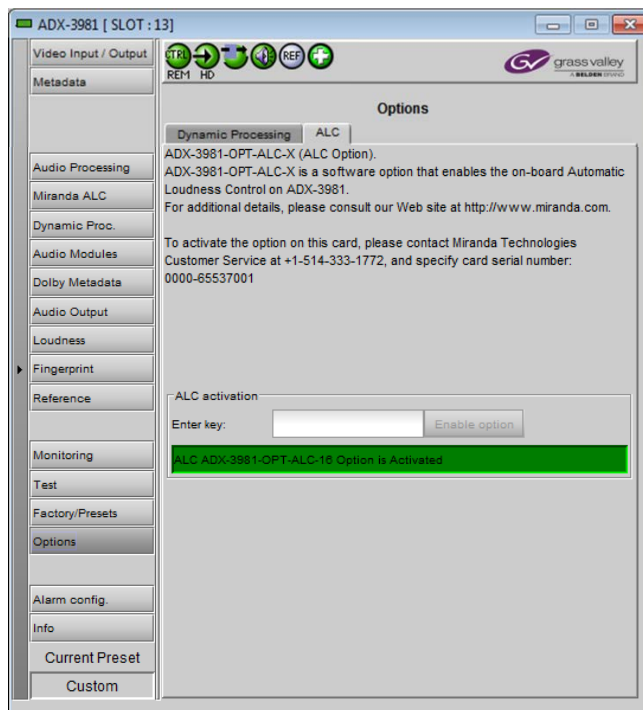 ADX-3981 [ SLOT : 13]
Video Input / Output
Metadata
Audio Processing
Miranda ALC
Dynamic Proc.
Audio Modules
Dolby Metadata
Audio Output
Loudness
Fingerprint
Reference
Monitoring
Test
Factory/Presets
Options
Alarm config.
Info
Current Preset
Custom
CTRL
REF
REM HD
GV grass valley
A BELDEN BRAND
Options
Dynamic Processing ALC
ADX-3981-OPT-ALC-X (ALC Option).
ADX-3981-OPT-ALC-X is a software option that enables the on-board Automatic
Loudness Control on ADX-3981.
For additional details, please consult our Web site at http://www.miranda.com.
To activate the option on this card, please contact Miranda Technologies
Customer Service at +1-514-333-1772, and specify card serial number:
0000-65537001
ALC activation
Enter key:
Enable option
ALC ADX-3981-OPT-ALC-16 Option is Activated